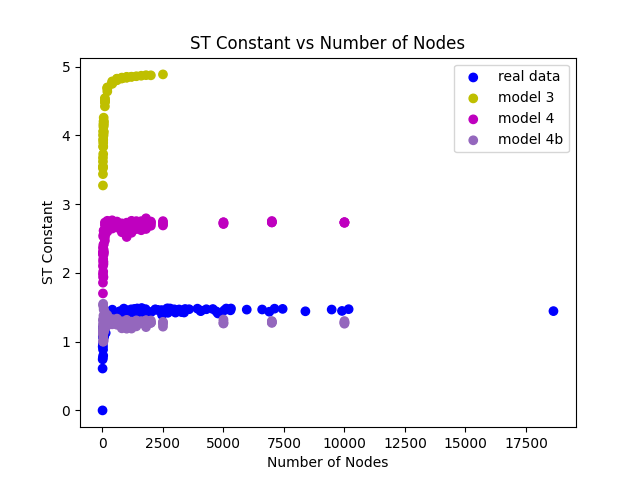 ST Constant vs Number of Nodes
real data
model 3
model 4
model 4b
5
4
3
2
1
0
ST Constant
0 2500 5000 7500 10000 12500 15000 17500
Number of Nodes